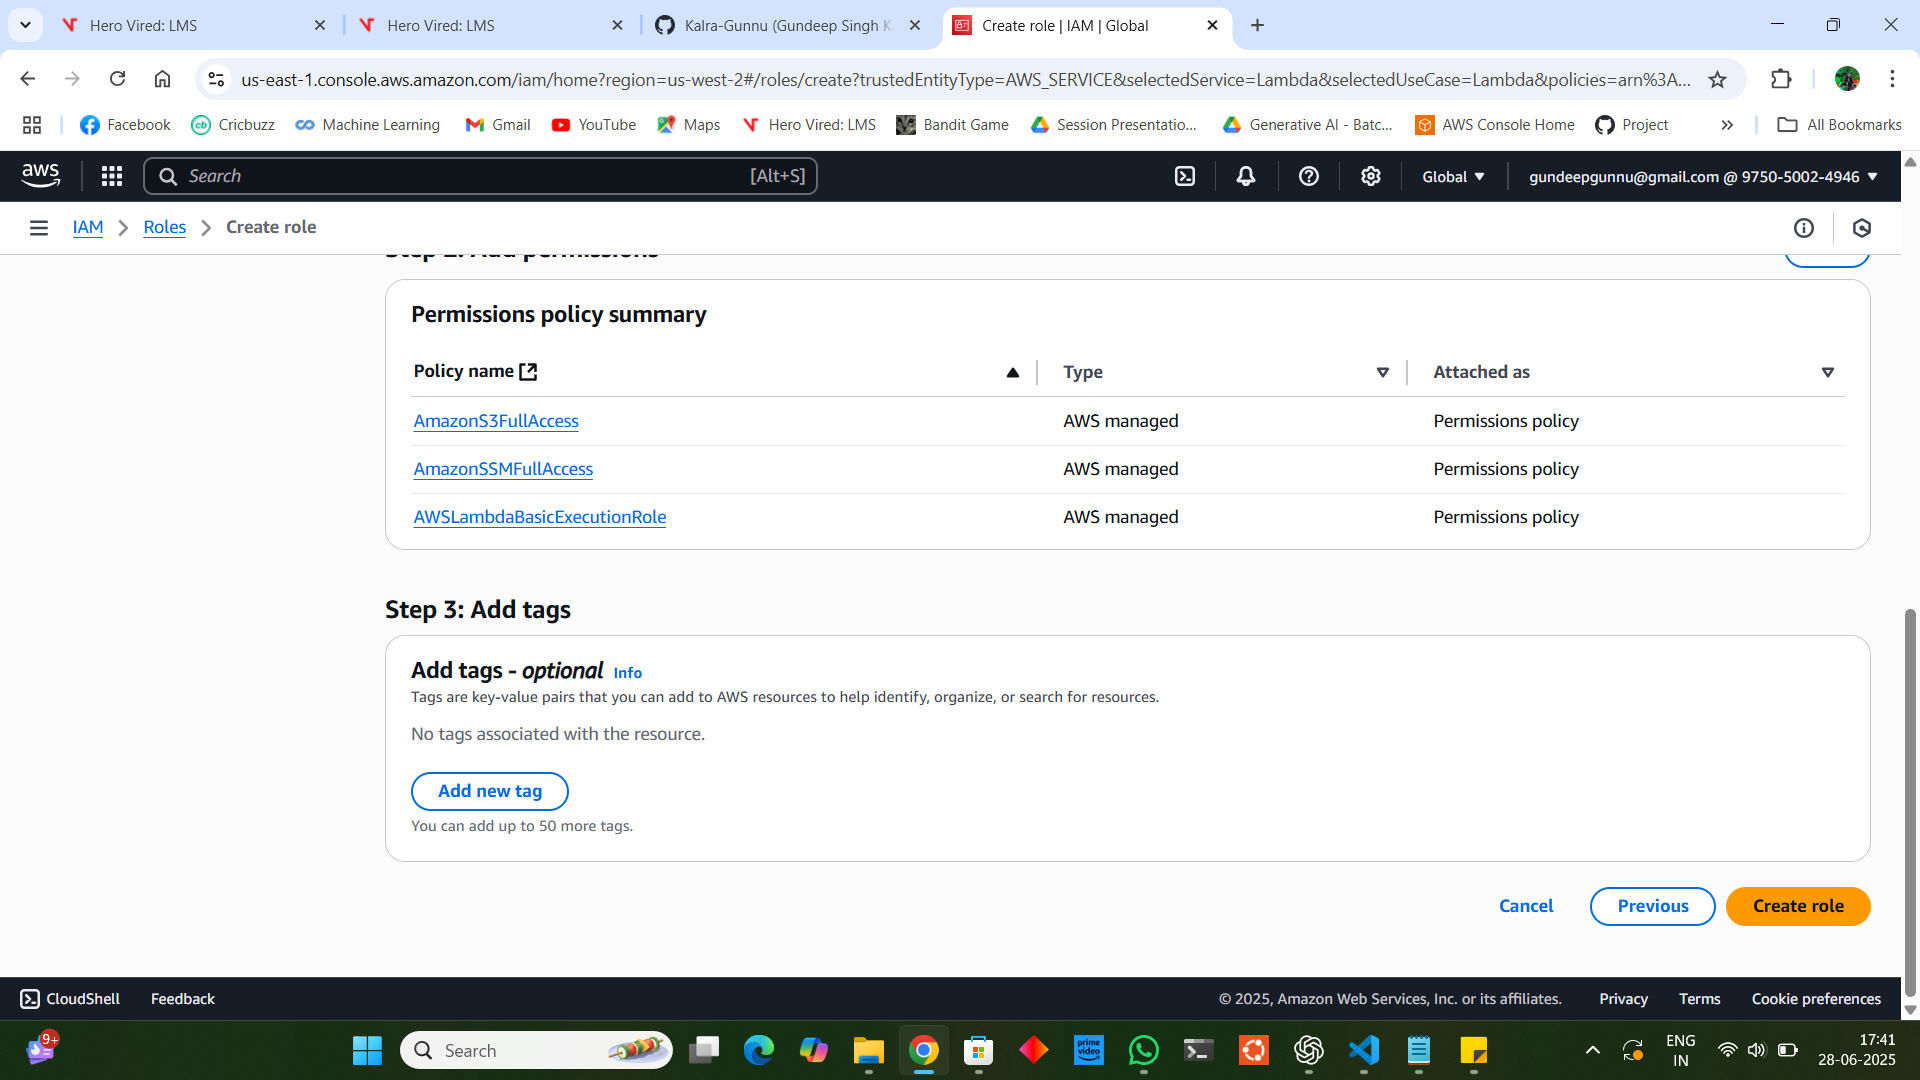 Hero Vired: LMS
Hero Vired: LMS
Kalra-Gunnu (Gundeep Singh K
Create role | IAM | Global
us-east-1.console.aws.amazon.com/iam/home?region=us-west-2#/roles/create?trustedEntityType=AWS_SERVICE&selectedService=Lambda&selectedUseCase=Lambda&policies=arn%3A...
Facebook
Cricbuzz
Machine Learning
Gmail
YouTube
Maps
Hero Vired: LMS
Bandit Game
Session Presentatio...
Generative AI - Batc...
AWS Console Home
Project
All Bookmarks
aws
Search
[Alt+S]
Global
gundeepgunnu@gmail.com @ 9750-5002-4946
IAM
Roles
Create role
Step 2: Add permissions
Permissions policy summary
Policy name
Type
Attached as
AmazonS3FullAccess
AWS managed
Permissions policy
AmazonSSMFullAccess
AWS managed
Permissions policy
AWSLambdaBasicExecutionRole
AWS managed
Permissions policy
Step 3: Add tags
Add tags - optional Info
Tags are key-value pairs that you can add to AWS resources to help identify, organize, or search for resources.
No tags associated with the resource.
Add new tag
You can add up to 50 more tags.
Cancel
Previous
Create role
CloudShell
Feedback
© 2025, Amazon Web Services, Inc. or its affiliates.
Privacy
Terms
Cookie preferences
9+
Search
prime video
ENG
IN
17:41
28-06-2025